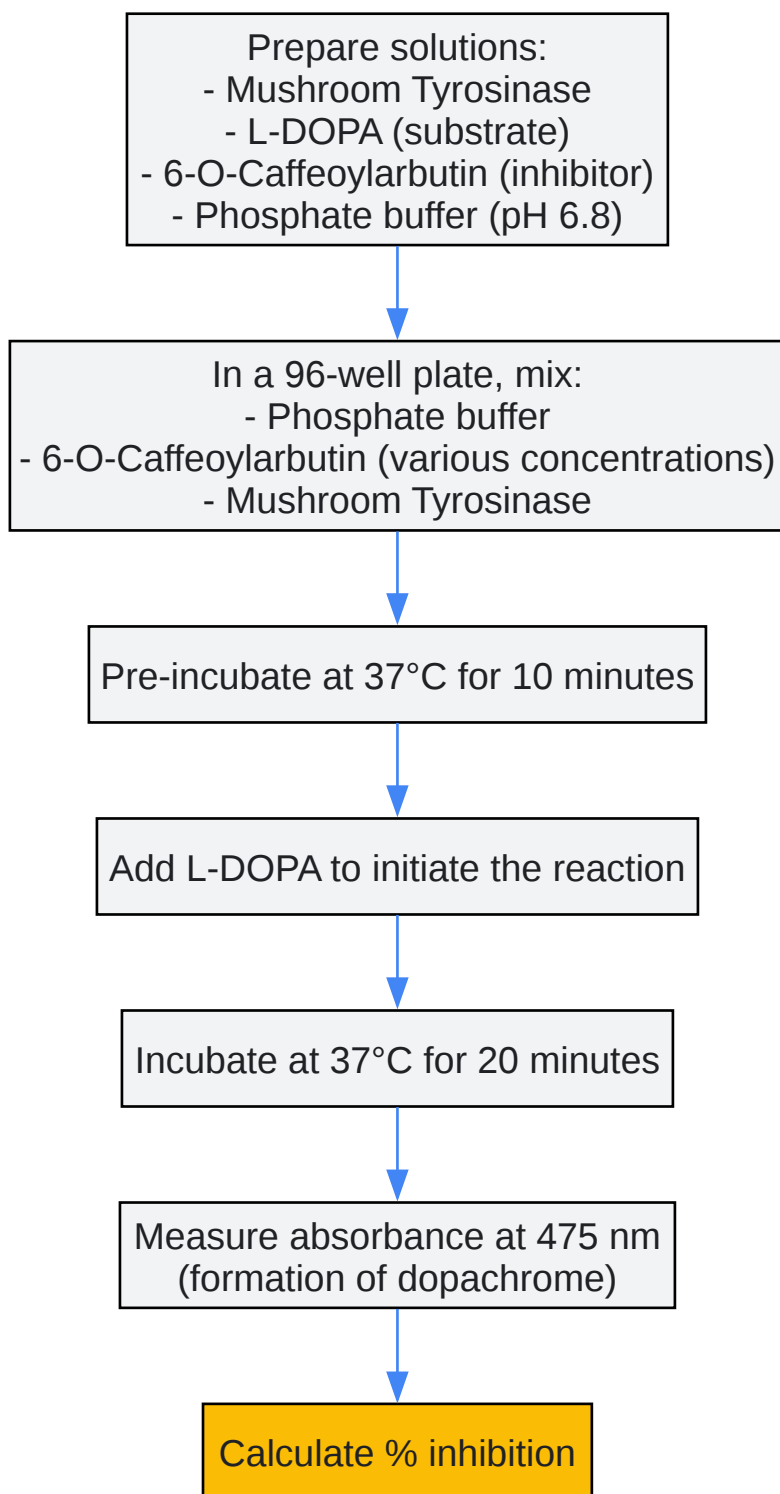 Prepare solutions:
- Mushroom Tyrosinase
- L-DOPA (substrate)
- 6-O-Caffeoylarbutin (inhibitor)
- Phosphate buffer (pH 6.8)
In a 96-well plate, mix:
- Phosphate buffer
- 6-O-Caffeoylarbutin (various concentrations)
- Mushroom Tyrosinase
Pre-incubate at 37°C for 10 minutes
Add L-DOPA to initiate the reaction
Incubate at 37°C for 20 minutes
Measure absorbance at 475 nm
(formation of dopachrome)
Calculate % inhibition